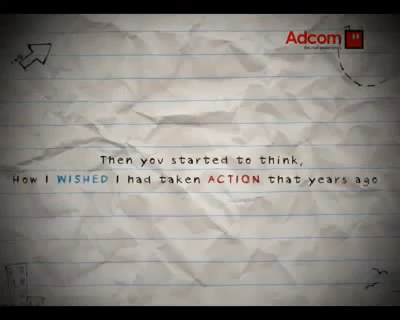 Adcom
Then you started to think,
How I WISHED I had taken ACTION that years ago